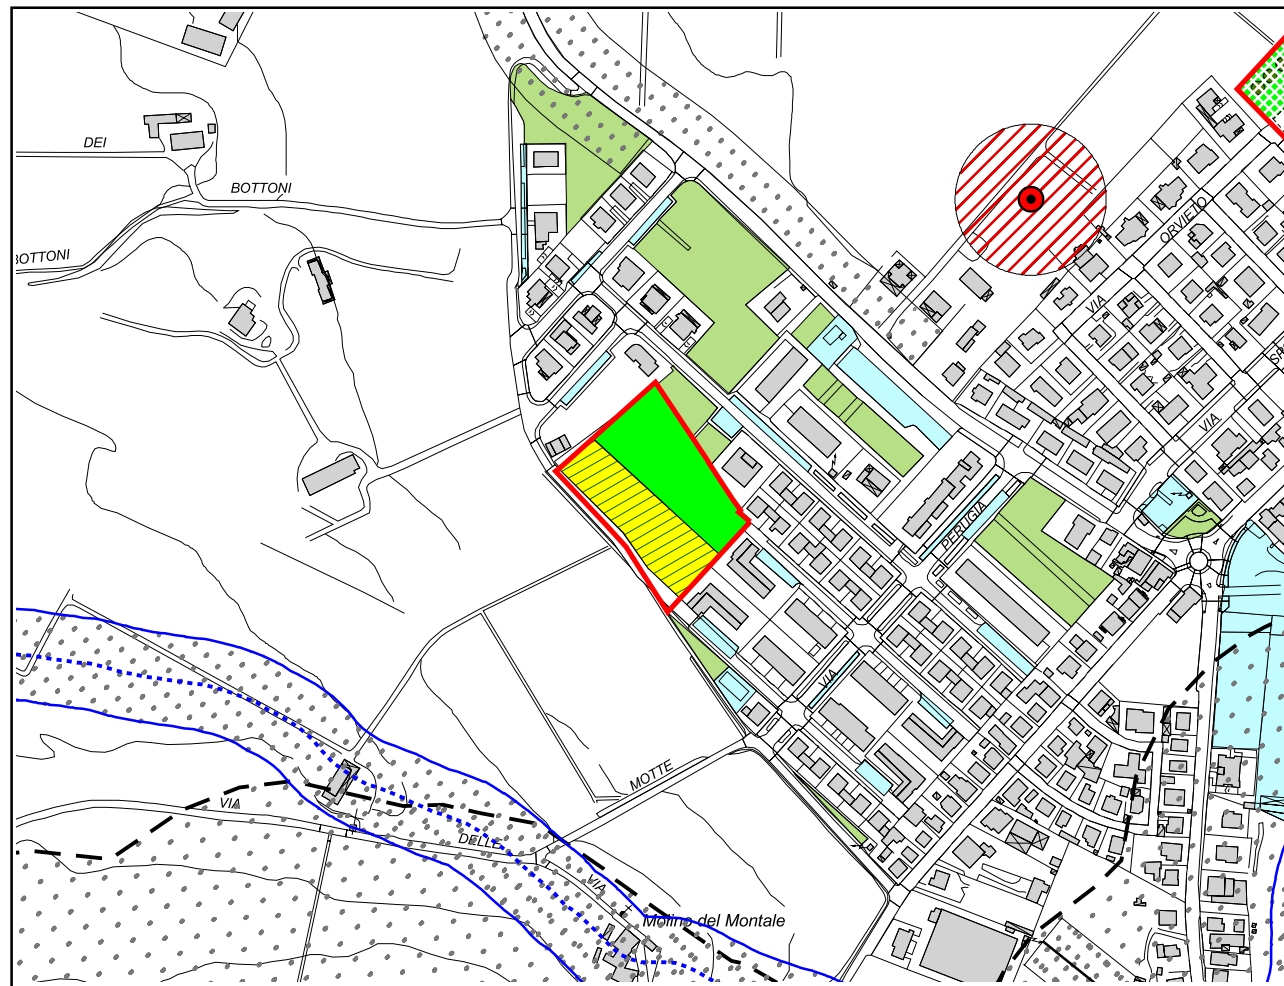 DEI
BOTTONI
BOTTONI
ORVIETO
VIA
VIA
PERUGIA
VIA
MOTTE
VIA
DELLE
VIA
Molino del Montale